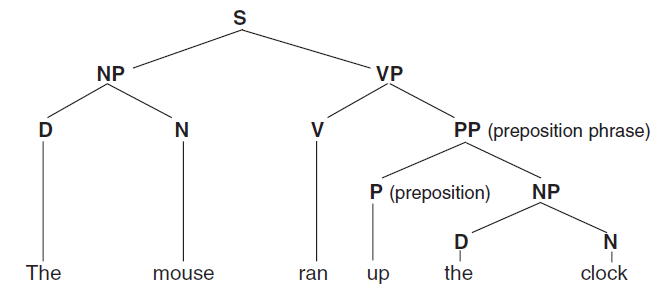 S
NP VP
D N V PP (preposition phrase)
P (preposition) NP
D N
The mouse ran up the clock